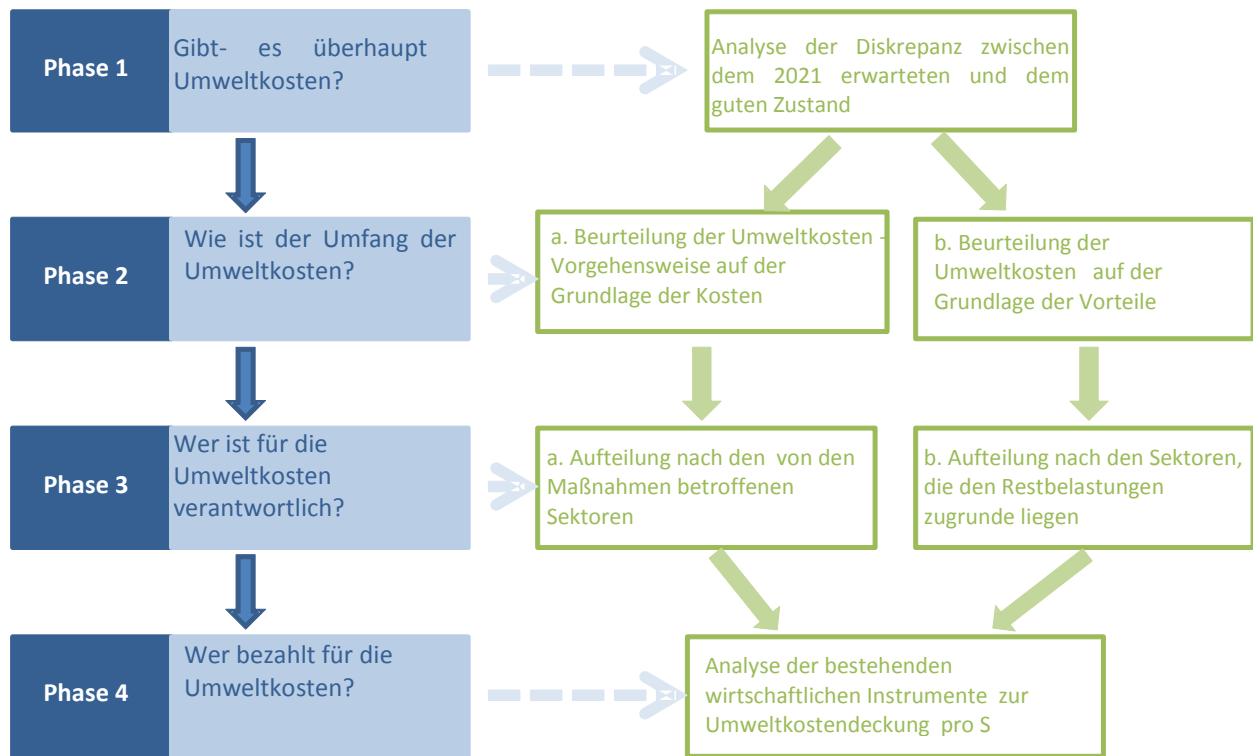 Phase 1
Gibt- es überhaupt
Umweltkosten?
Analyse der Diskrepanz zwischen
dem 2021 erwarteten und dem
guten Zustand
Phase 2
Wie ist der Umfang der
Umweltkosten?
a. Beurteilung der Umweltkosten -
Vorgehensweise auf der
Grundlage der Kosten
b. Beurteilung der
Umweltkosten auf der
Grundlage der Vorteile
Phase 3
Wer ist für die
Umweltkosten
verantwortlich?
a. Aufteilung nach den von den
Maßnahmen betroffenen
Sektoren
b. Aufteilung nach den Sektoren,
die den Restbelastungen
zugrunde liegen
Phase 4
Wer bezahlt für die
Umweltkosten?
Analyse der bestehenden
wirtschaftlichen Instrumente zur
Umweltkostendeckung pro S